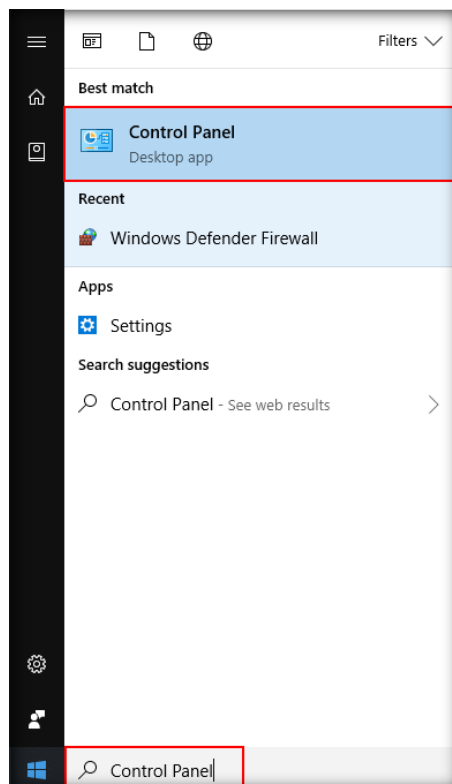 Filters
Best match
Control Panel
Desktop app
Recent
Windows Defender Firewall
Apps
Settings
Search suggestions
Control Panel - See web results
Control Panel